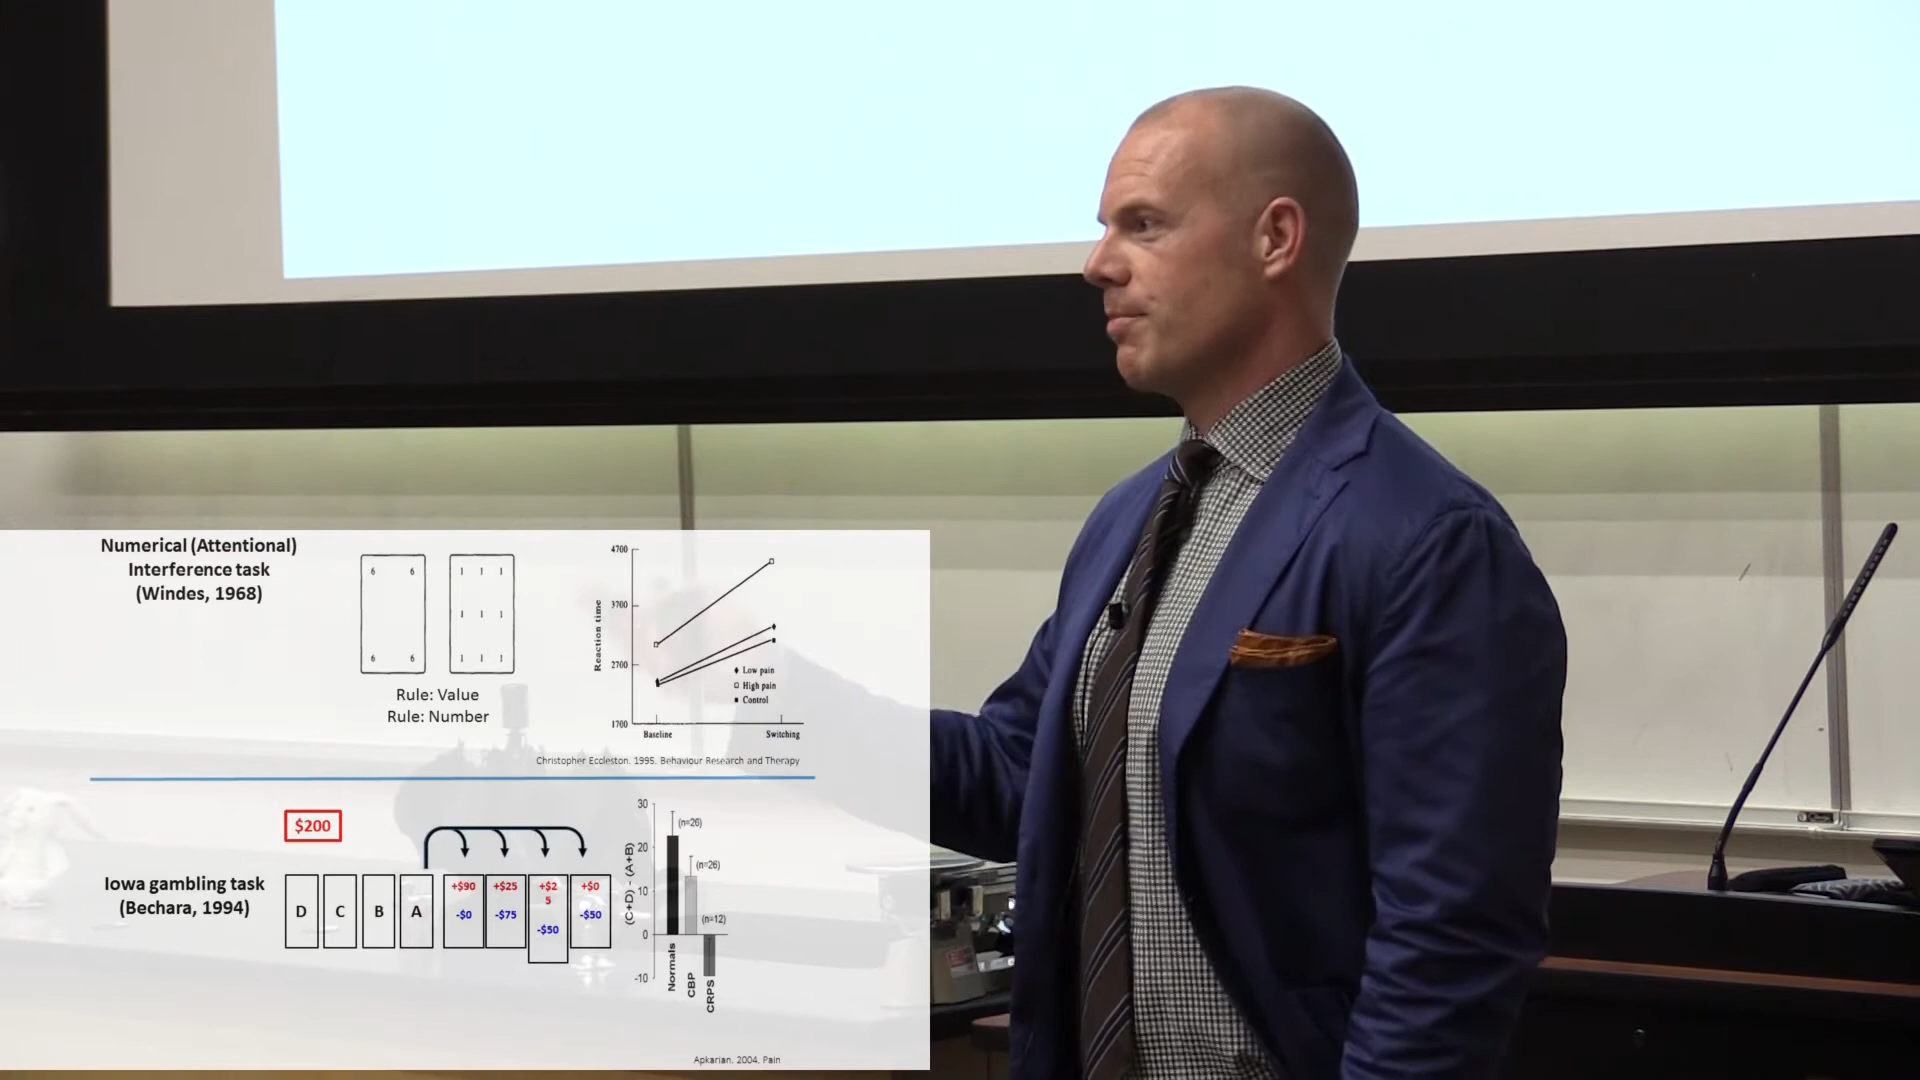 Numerical (Attentional)
Interference task
(Windes, 1968)
6 6
6 6
1 1 1
1 1 1
1 1 1
Rule: Value
Rule: Number
4700
3700
2700
1700
Reaction time
Low pain
High pain
Control
Baseline Switching
Christopher Eccleston. 1995. Behaviour Research and Therapy
$200
Iowa gambling task
(Bechara, 1994)
D C B A
+$90
-$0
+$25
-$75
+$2
5
-$50
+$0
-$50
(C+D) - (A+B)
30
20
10
0
-10
(n=26)
(n=26)
(n=12)
Normals
CBP
CRPS
Apkarian. 2004. Pain